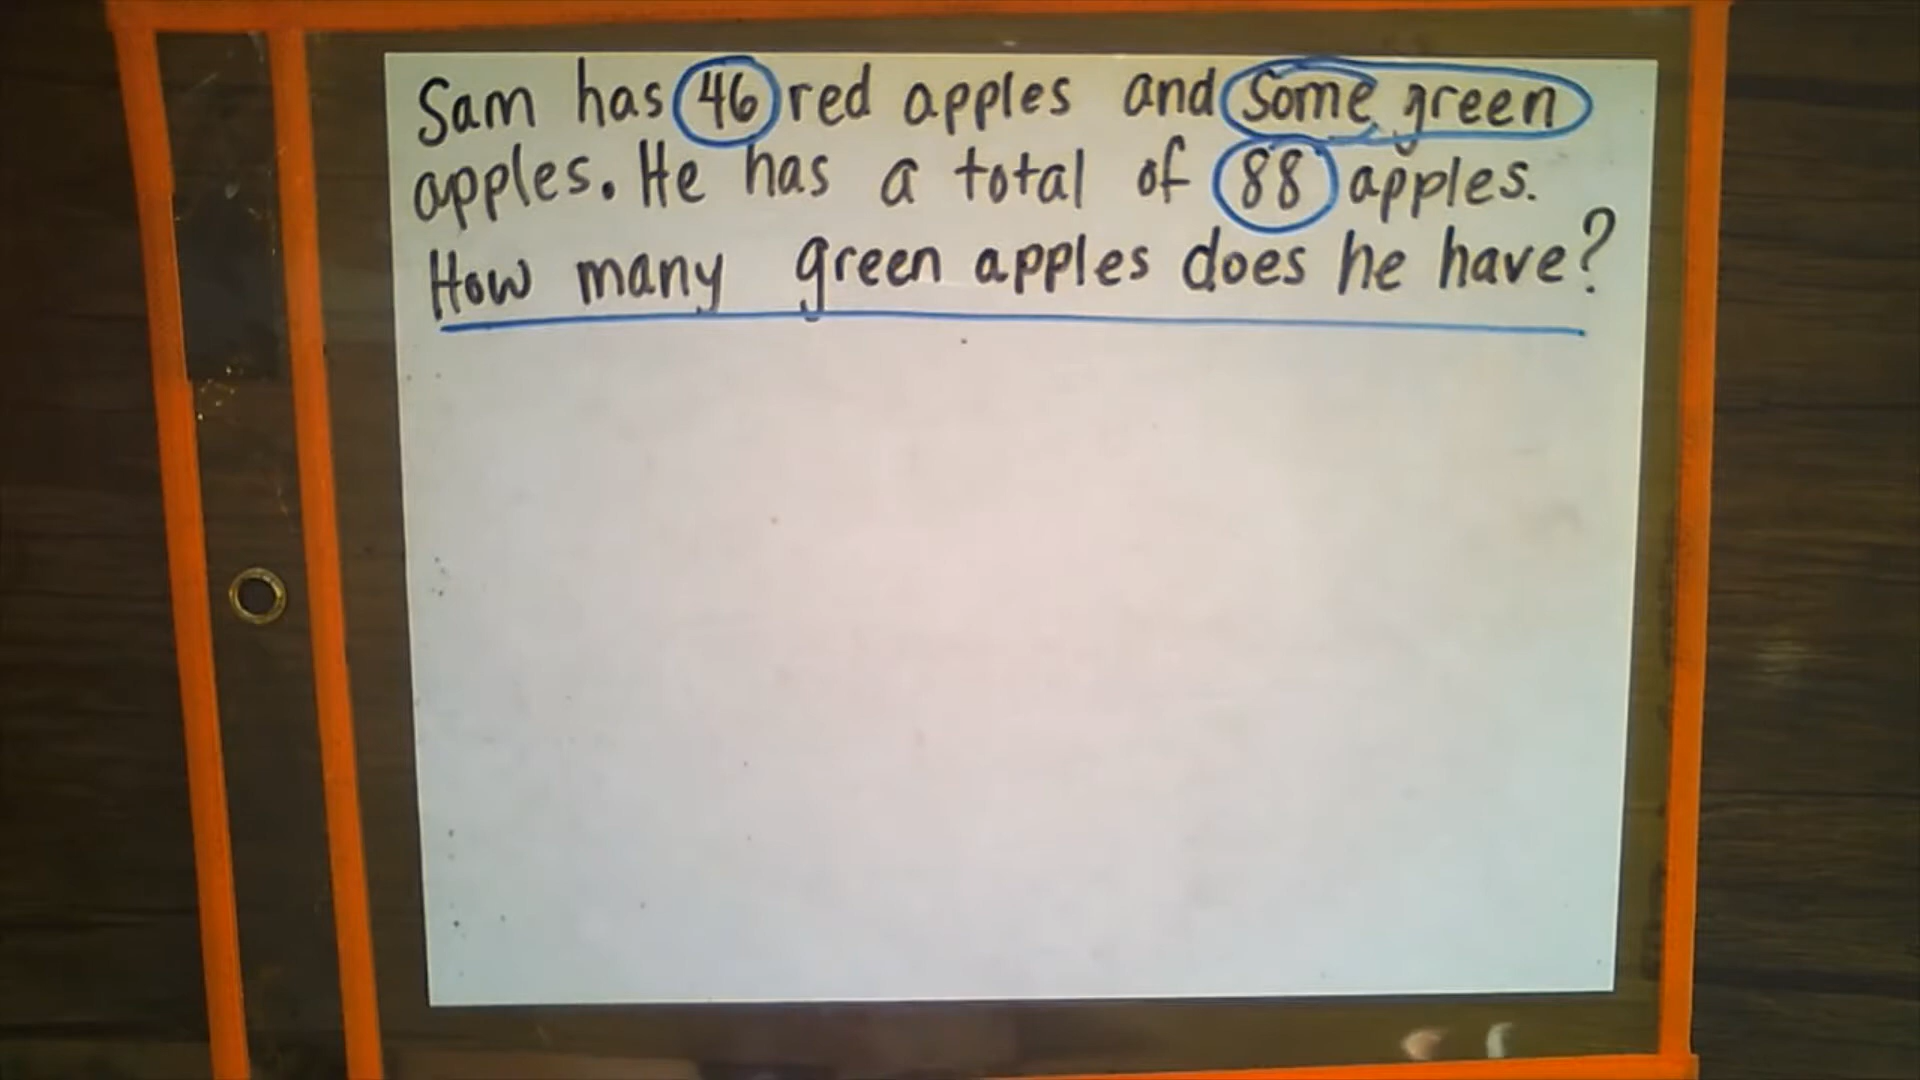 Sam has 46 red apples and some green
apples. He has a total of 88 apples.
How many green apples does he have?